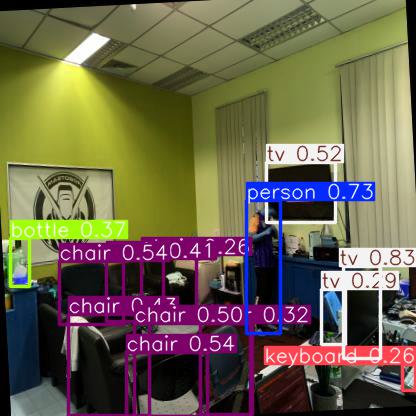 tv 0.52
person 0.73
bottle 0.37
chair 0.54
0.41
.26
tv 0.83
tv 0.29
chair 0.43
chair 0.50
0.32
chair 0.54
keyboard 0.26